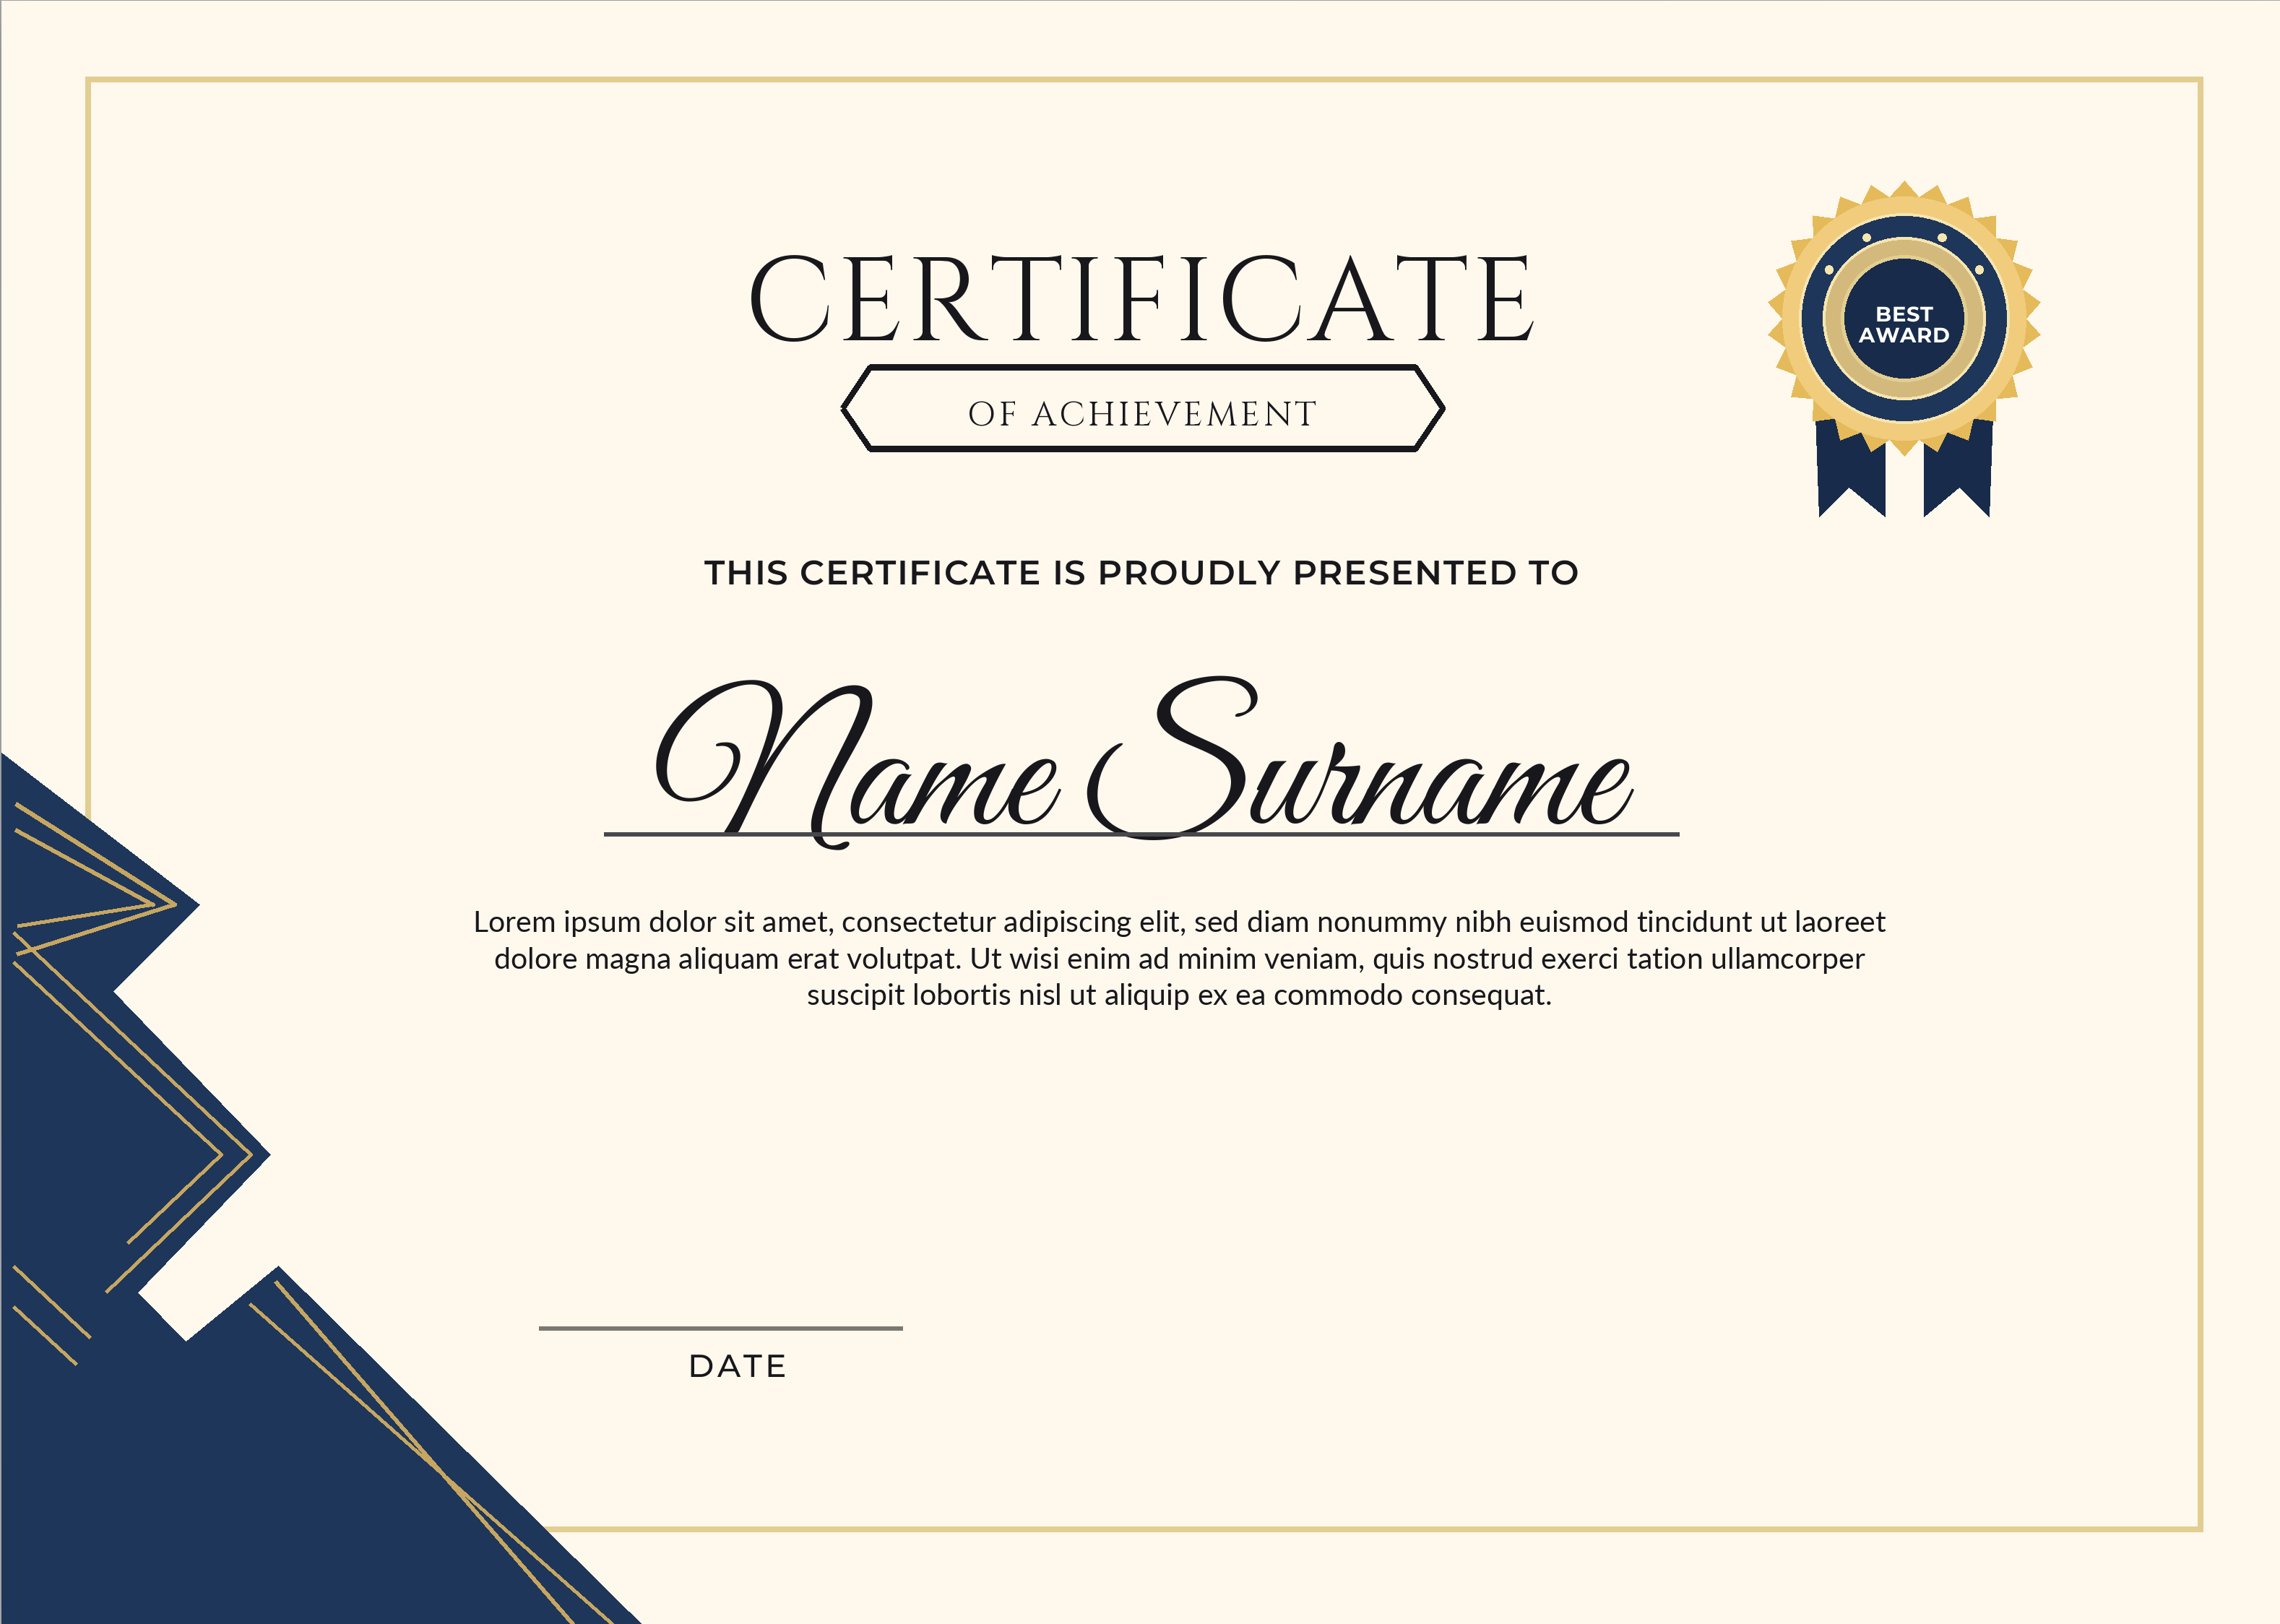 CERTIFICATE
OF ACHIEVEMENT
BEST
AWARD
THIS CERTIFICATE IS PROUDLY PRESENTED TO
Name Surname
Lorem ipsum dolor sit amet, consectetur adipiscing elit, sed diam nonummy nibh euismod tincidunt ut laoreet
dolore magna aliquam erat volutpat. Ut wisi enim ad minim veniam, quis nostrud exerci tation ullamcorper
suscipit lobortis nisl ut aliquip ex ea commodo consequat.
DATE